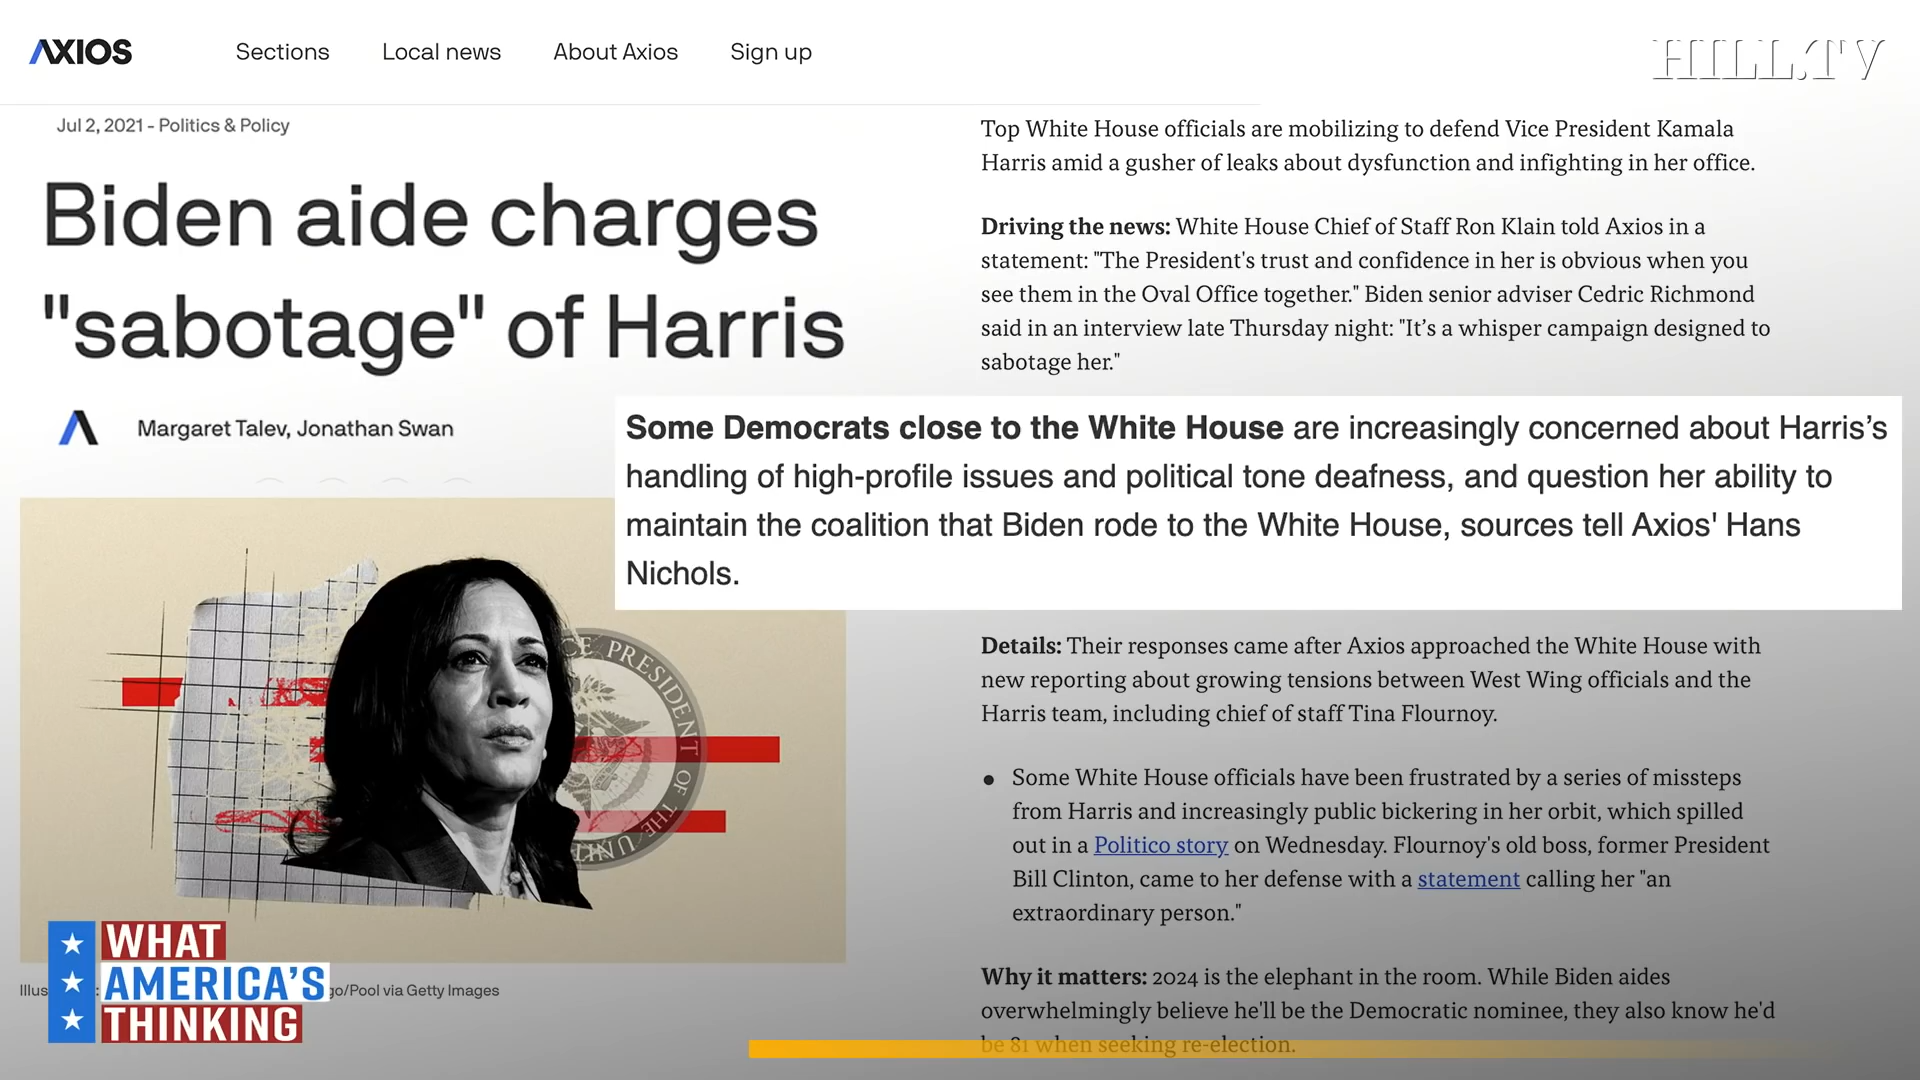 AXIOS
Sections
Local news
About Axios
Sign up
HILL.TV
Jul 2, 2021 - Politics & Policy
Biden aide charges
"sabotage" of Harris
Margaret Talev, Jonathan Swan
Top White House officials are mobilizing to defend Vice President Kamala
Harris amid a gusher of leaks about dysfunction and infighting in her office.
Driving the news: White House Chief of Staff Ron Klain told Axios in a
statement: "The President's trust and confidence in her is obvious when you
see them in the Oval Office together." Biden senior adviser Cedric Richmond
said in an interview late Thursday night: "It's a whisper campaign designed to
sabotage her."
Some Democrats close to the White House are increasingly concerned about Harris’s
handling of high-profile issues and political tone deafness, and question her ability to
maintain the coalition that Biden rode to the White House, sources tell Axios' Hans
Nichols.
PRESIDENT OF THE
Details: Their responses came after Axios approached the White House with
new reporting about growing tensions between West Wing officials and the
Harris team, including chief of staff Tina Flournoy.
• Some White House officials have been frustrated by a series of missteps
from Harris and increasingly public bickering in her orbit, which spilled
out in a Politico story on Wednesday. Flournoy's old boss, former President
Bill Clinton, came to her defense with a statement calling her "an
extraordinary person."
Why it matters: 2024 is the elephant in the room. While Biden aides
overwhelmingly believe he'll be the Democratic nominee, they also know he'd
be 81 when seeking re-election.
/Pool via Getty Images
WHAT
AMERICA'S
THINKING